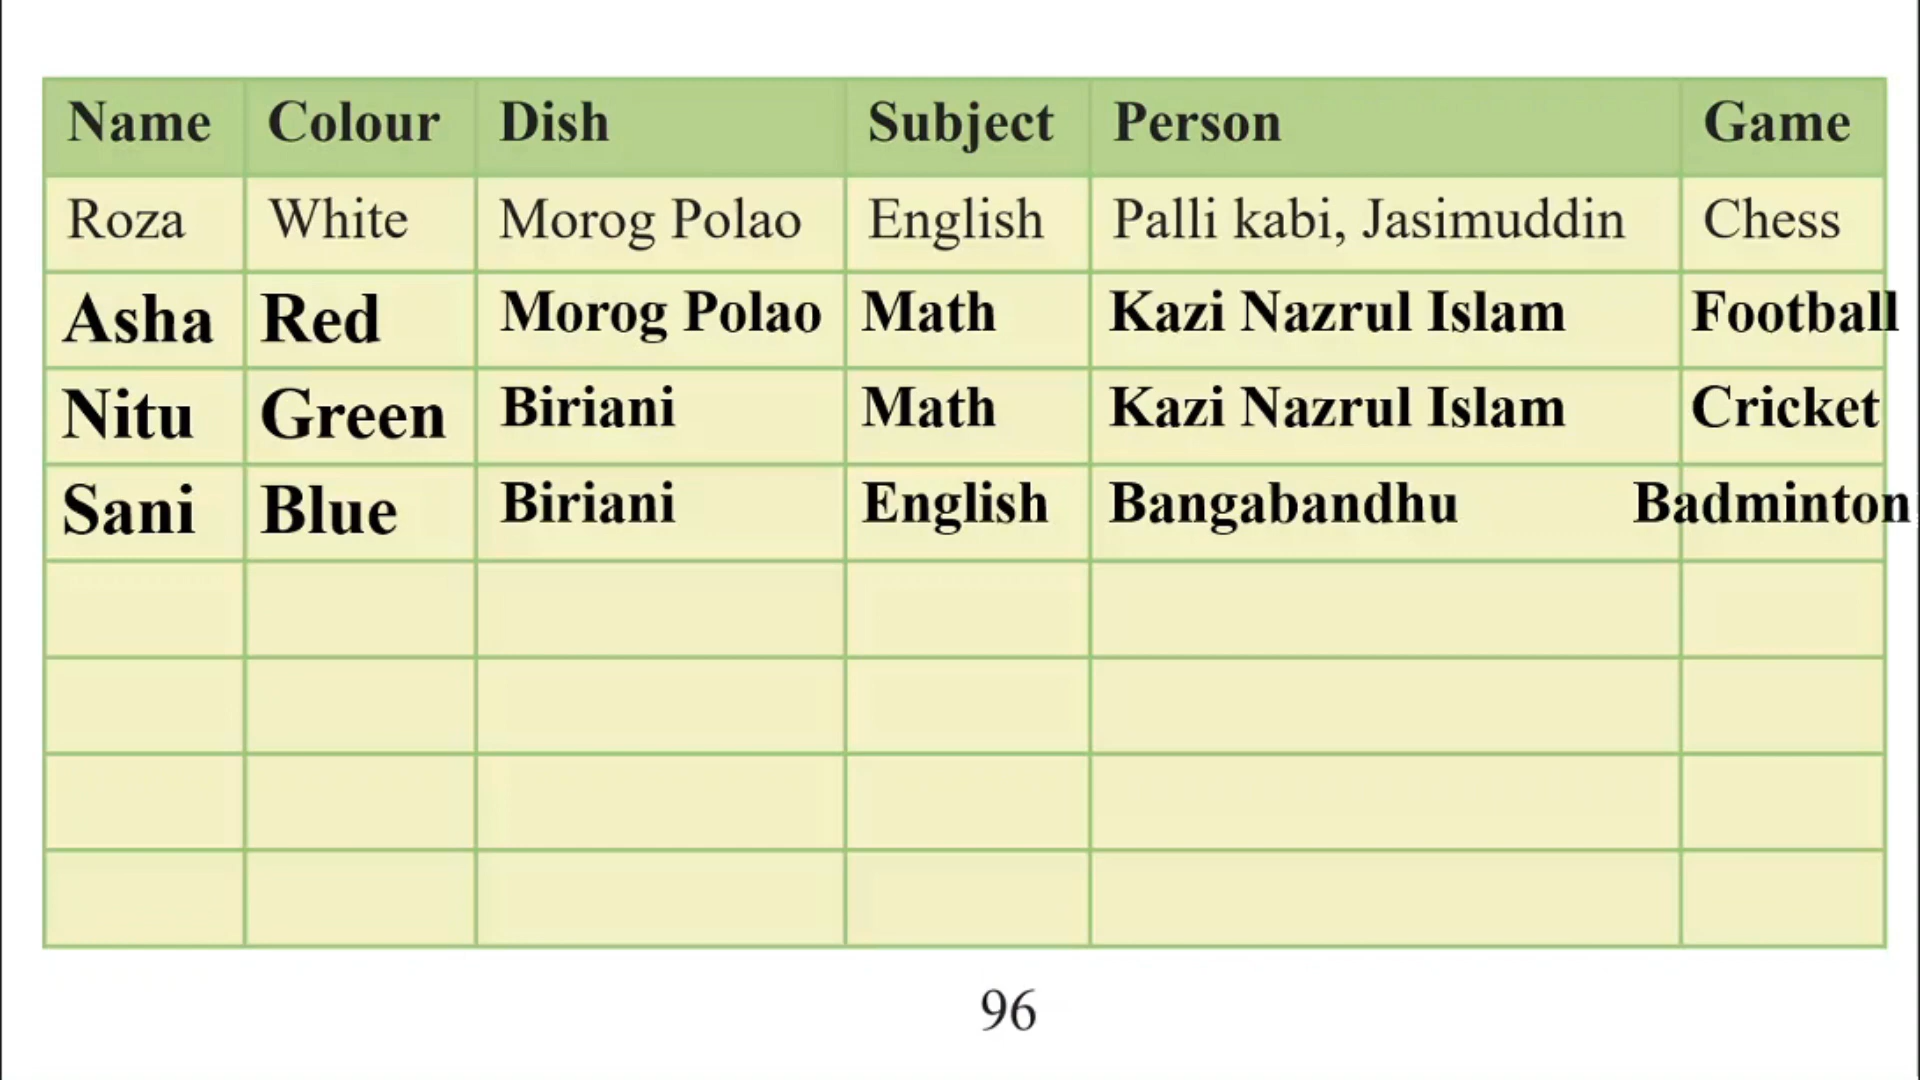 Name Colour Dish Subject Person Game
Roza White Morog Polao English Palli kabi, Jasimuddin Chess
Asha Red Morog Polao Math Kazi Nazrul Islam Football
Nitu Green Biriani Math Kazi Nazrul Islam Cricket
Sani Blue Biriani English Bangabandhu Badminton
96